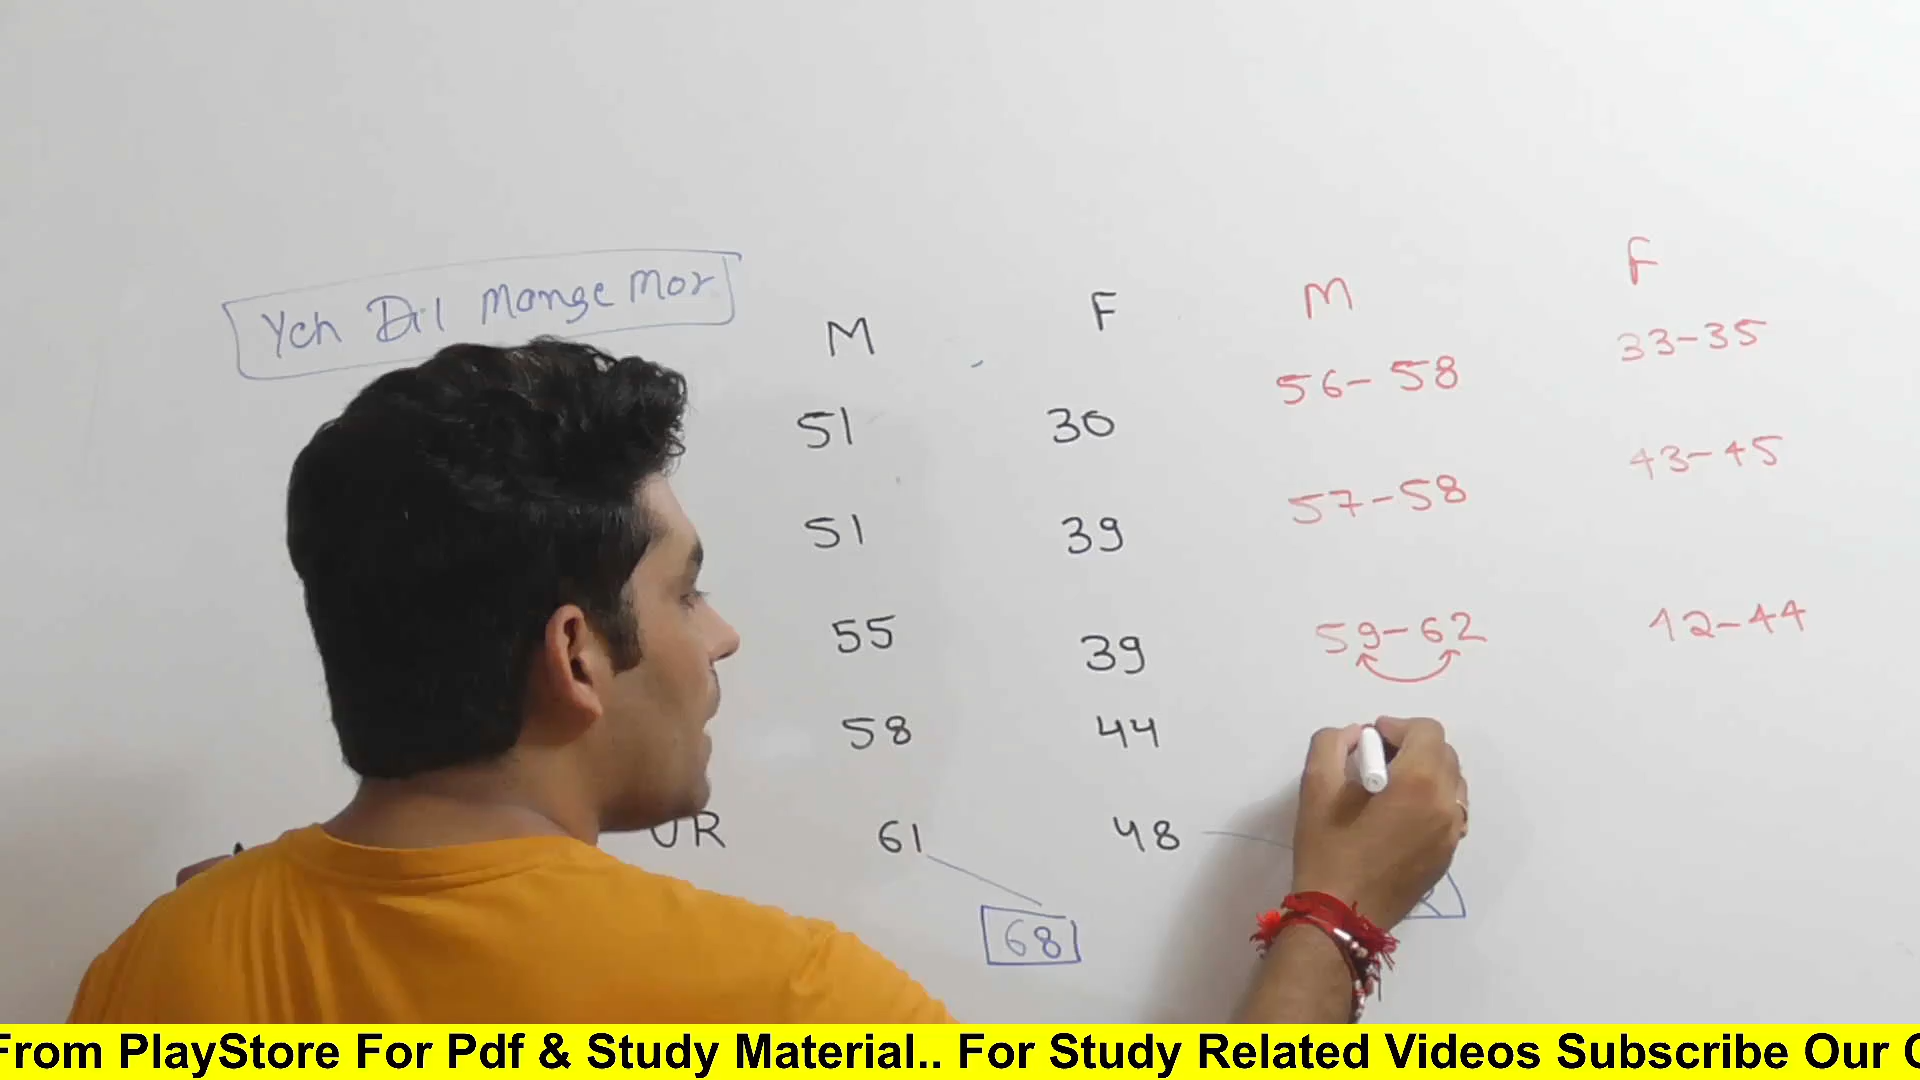 Yeh Dil Mange Mor
M F M F
51 30 56-58 33-35
51 39 57-58 43-45
55 39 59-62 42-44
58 44
UR 61 48
68
From PlayStore For Pdf & Study Material.. For Study Related Videos Subscribe Our